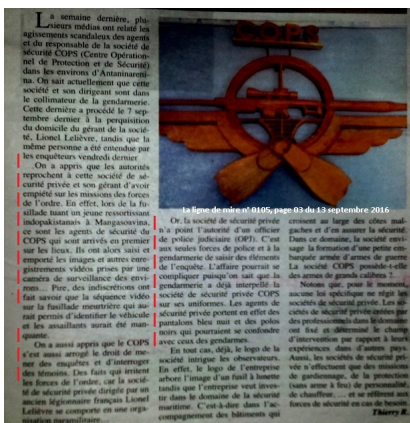 La semaine dernière, plu-
sieurs médias ont relaté les
agissements scandaleux des agents
et du responsable de la société de
sécurité COPS (Centre Opération-
nel de Protection et de Sécurité)
dans les environs d'Antaninareni-
na. On sait actuellement que cette
société et son dirigeant sont dans
le collimateur de la gendarmerie.
Cette dernière a procédé le 7 sep-
tembre dernier à la perquisition
du domicile du gérant de la socié-
té, Lionel Lelièvre, tandis que la
même personne a été entendue par
les enquêteurs vendredi dernier
On a appris que les autorités
reprochent à cette société de sé-
curité privée et son gérant d'avoir
empiété sur les missions des forces
de l'ordre. En effet, lors de la fu-
sillade tuant un jeune ressortissant
indopakistanais à Mangasoavina,
ce sont les agents de sécurité du
COPS qui sont arrivés en premier
sur les lieux. Ils ont alors saisi et
emporté les images et autres enre-
gistrements vidéos prises par une
caméra de surveillance des envi-
rons… Pire, des indiscrétions ont
fait savoir que la séquence vidéo
sur la fusillade meurtrière qui au-
rait permis d'identifier le véhicule
et les assaillants aurait été man-
quante.
On a aussi appris que le COPS
s'est aussi arrogé le droit de me-
ner des enquêtes et d'interroger
des témoins. Des faits qui irritent
les forces de l'ordre, car la socié-
té de sécurité privée dirigée par un
ancien légionnaire français Lionel
Lelièvre se comporte en une orga-
nisation paramilitaire…
COPS
La ligne de mire n° 0105, page 03 du 13 septembre 2016
Or, la société de sécurité privée
n'a point l'autorité d'un officier
de police judiciaire (OPJ). C'est
aux seules forces de police et à la
gendarmerie de saisir des éléments
de l'enquête. L'affaire pourrait se
compliquer puisqu'on sait que la
gendarmerie a déjà interpellé la
société de sécurité privée COPS
sur ses uniformes. Les agents de
sécurité privée portent en effet des
pantalons bleu nuit et des polos
noirs qui pourraient se confondre
avec ceux des gendarmes.
En tout cas, déjà, le logo de la
société intrigue les observateurs.
En effet, le logo de l'entreprise
arbore l'image d'un fusil à lunette
tandis que l'entreprise veut inves-
tir dans le domaine de la sécurité
maritime. C'est-à-dire dans l'ac-
compagnement des bâtiments qui
croisent au large des côtes mal-
gaches et d'en assurer la sécurité.
Dans ce domaine, la société envi-
sage la formation d'une petite em-
barquée armée d'armes de guerre
La société COPS possède-t-elle
des armes de grands calibres ?
Notons que, pour le moment,
aucune loi spécifique ne régit les
sociétés de sécurité privée. Les so-
ciétés de sécurité privée créées par
des professionnels dans le domaine
ont fixé et déterminé le champ
d'intervention par rapport à leurs
expériences dans d'autres pays.
Aussi, les sociétés de sécurité pri-
vée n'effectuent que des missions
de gardiennage, de la protection
(sans arme à feu) de personnalité,
de chauffeur, … et se réfèrent aux
forces de sécurité en cas de besoin.
Thierry R.